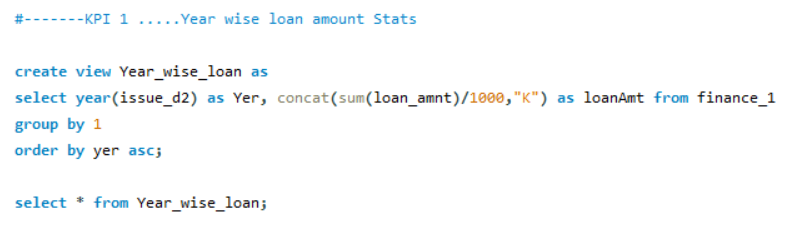 #-------KPI 1 .....Year wise loan amount Stats
create view Year_wise_loan as
select year(issue_d2) as Yer, concat(sum(loan_amnt)/1000,"K") as loanAmt from finance_1
group by 1
order by yer asc;
select * from Year_wise_loan;